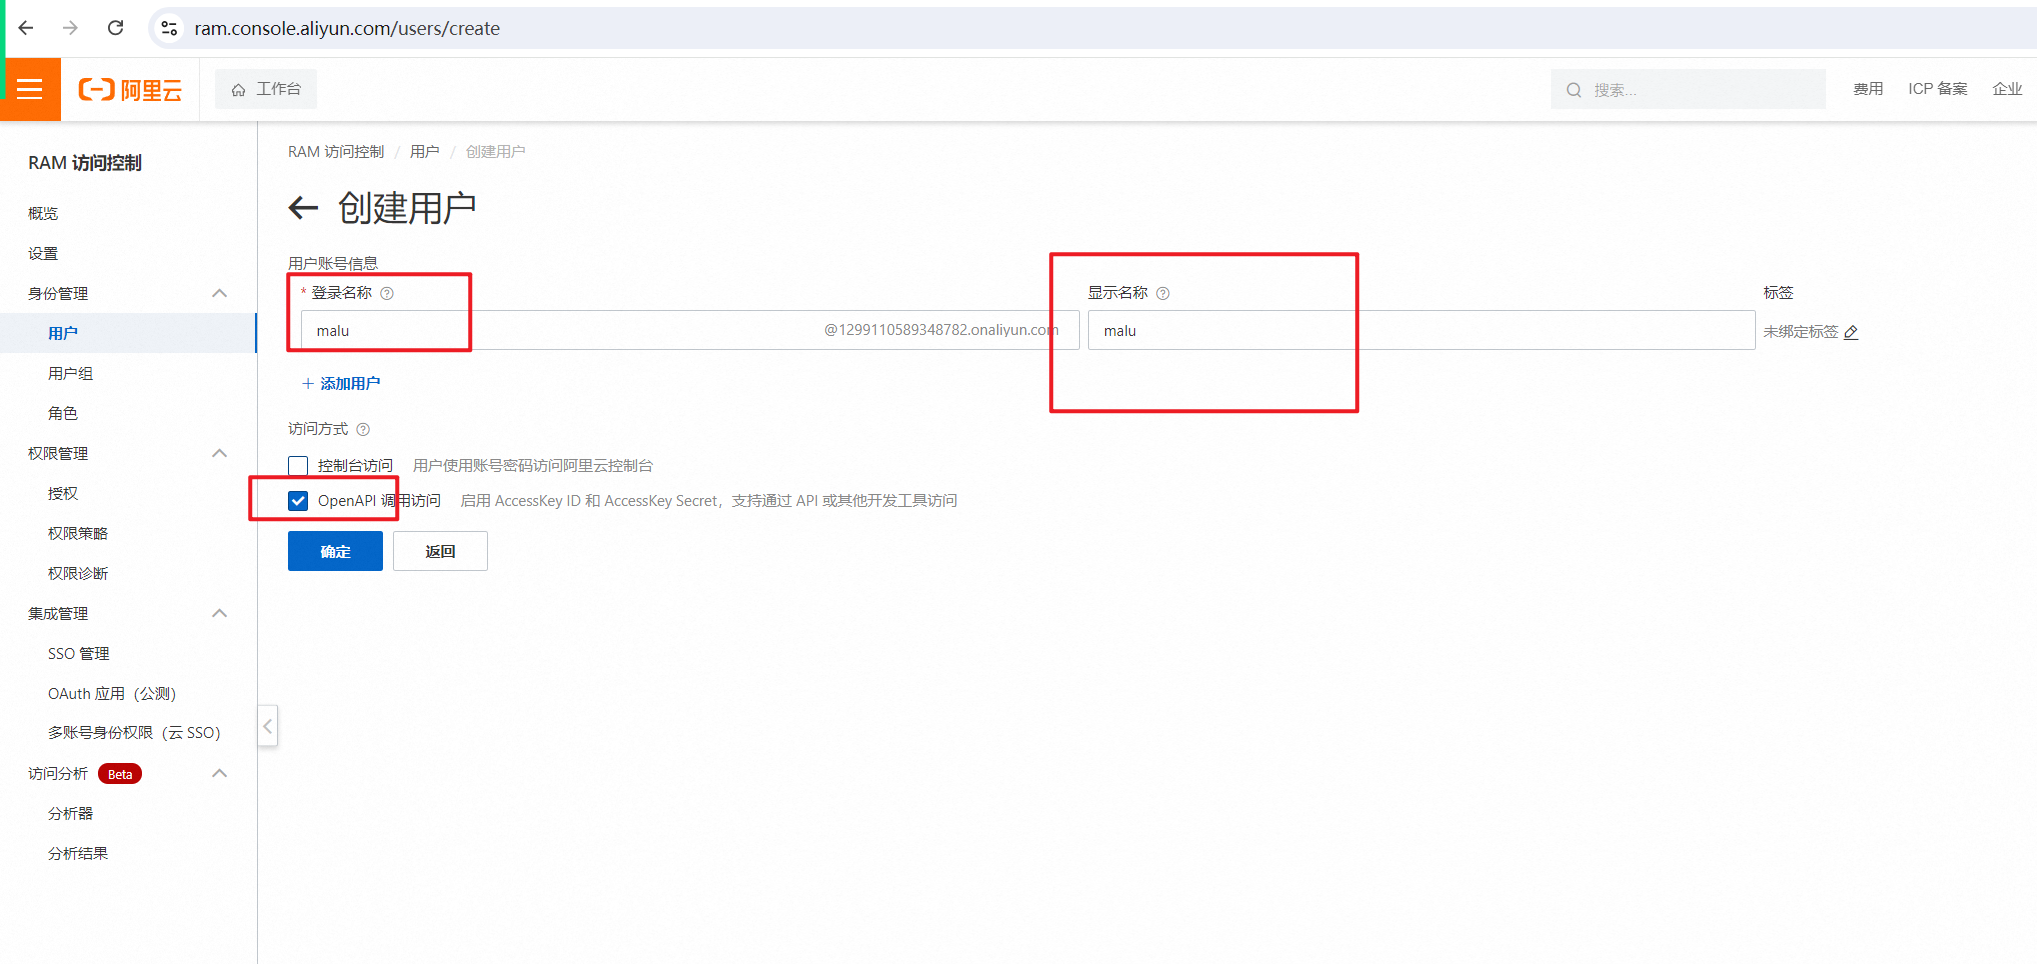 ram.console.aliyun.com/users/create
阿里云
工作台
搜索...
费用
ICP 备案
企业
RAM 访问控制
概览
设置
身份管理
用户
用户组
角色
权限管理
授权
权限策略
权限诊断
集成管理
SSO 管理
OAuth 应用（公测）
多账号身份权限（云 SSO）
访问分析 Beta
分析器
分析结果
RAM 访问控制 / 用户 / 创建用户
创建用户
用户账号信息
* 登录名称
显示名称
标签
malu
@1299110589348782.onaliyun.com
malu
未绑定标签
+ 添加用户
访问方式
控制台访问 用户使用账号密码访问阿里云控制台
OpenAPI 调用访问 启用 AccessKey ID 和 AccessKey Secret，支持通过 API 或其他开发工具访问
确定
返回